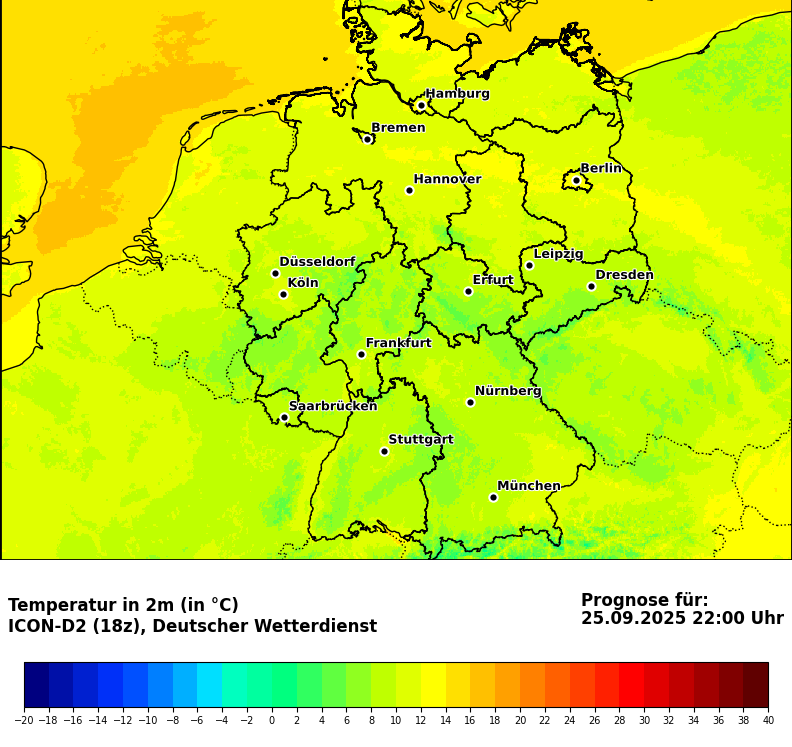 Hamburg
Bremen
Berlin
Hannover
Leipzig
Düsseldorf
Dresden
Köln
Erfurt
Frankfurt
Nürnberg
Saarbrücken
Stuttgart
München
Temperatur in 2m (in °C)
ICON-D2 (18z), Deutscher Wetterdienst
Prognose für:
25.09.2025 22:00 Uhr
−20 −18 −16 −14 −12 −10 −8 −6 −4 −2 0 2 4 6 8 10 12 14 16 18 20 22 24 26 28 30 32 34 36 38 40